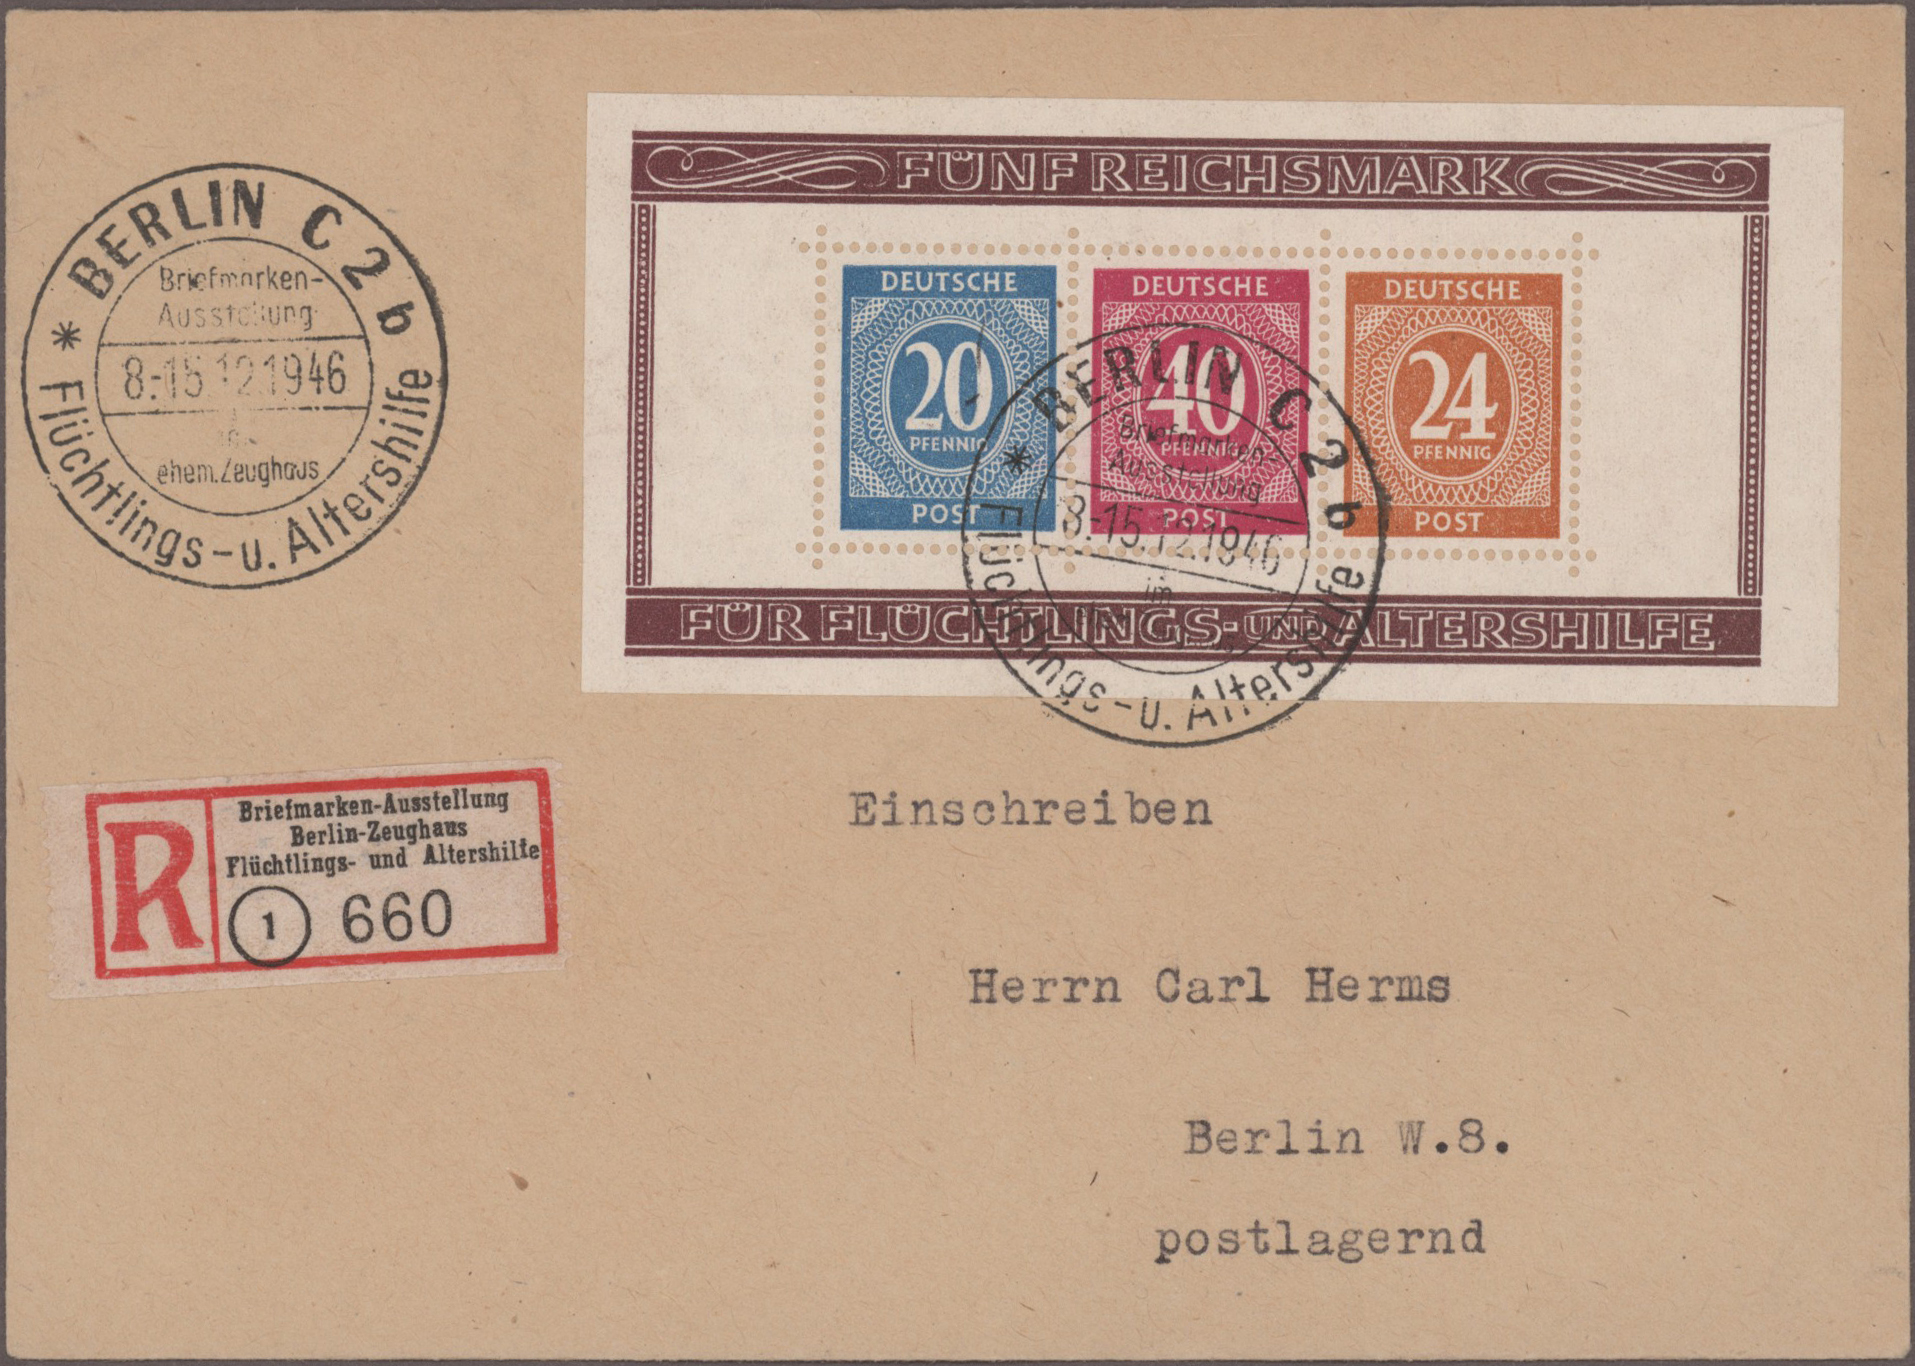 BERLIN C 2 b
Briefmarken-
Ausstellung
8.-15.12.1946
ehem. Zeughaus
* Flüchtlings-u. Altershilfe
FÜNF REICHSMARK
DEUTSCHE
20
PFENNIG
POST
DEUTSCHE
40
PFENNIG
POST
DEUTSCHE
24
PFENNIG
POST
FÜR FLÜCHTLINGS-UND ALTERSHILFE
BERLIN C 2 b
Briefmarken-
Ausstellung
8.-15.12.1946
im
* Flüchtlings-u. Altershilfe
R
Briefmarken-Ausstellung
Berlin-Zeughaus
Flüchtlings- und Altershilfe
1 660
Einschreiben
Herrn Carl Herms
Berlin W.8.
postlagernd